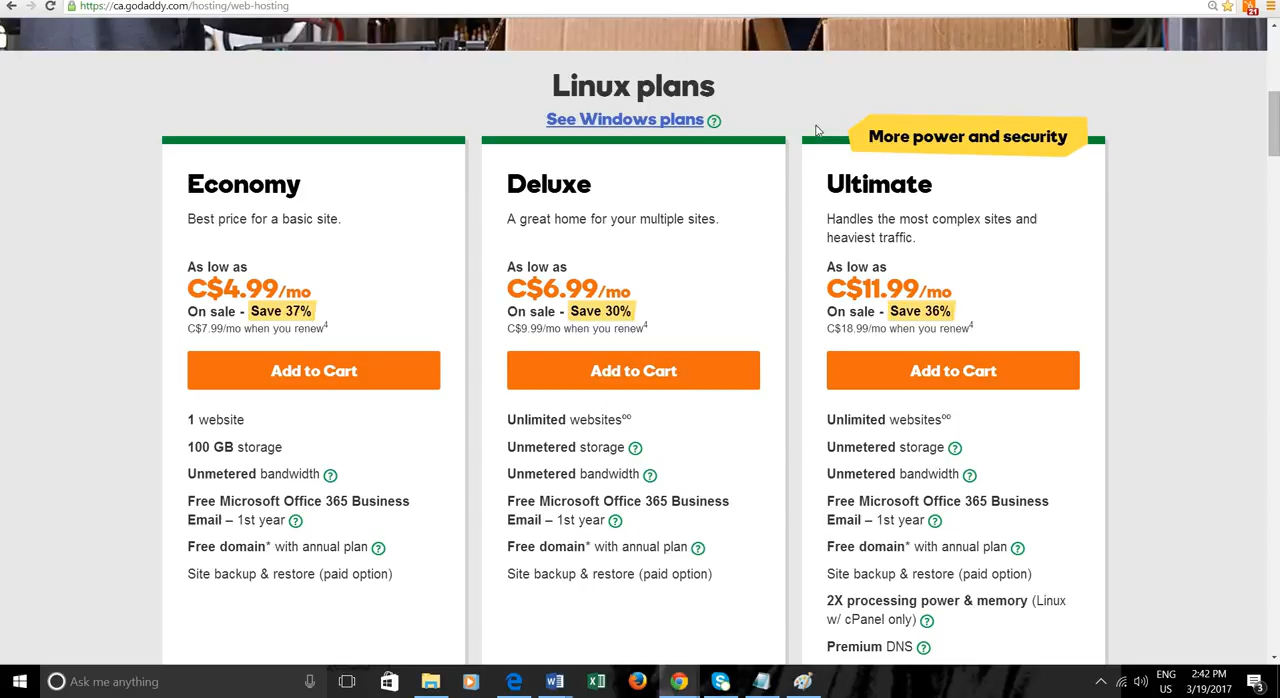 https://ca.godaddy.com/hosting/web-hosting
21
Linux plans
See Windows plans ?
More power and security
Economy
Best price for a basic site.
As low as
C$4.99/mo
On sale - Save 37%
C$7.99/mo when you renew4
Add to Cart
1 website
100 GB storage
Unmetered bandwidth ?
Free Microsoft Office 365 Business
Email – 1st year ?
Free domain* with annual plan ?
Site backup & restore (paid option)
Deluxe
A great home for your multiple sites.
As low as
C$6.99/mo
On sale - Save 30%
C$9.99/mo when you renew4
Add to Cart
Unlimited websites∞
Unmetered storage ?
Unmetered bandwidth ?
Free Microsoft Office 365 Business
Email – 1st year ?
Free domain* with annual plan ?
Site backup & restore (paid option)
Ultimate
Handles the most complex sites and
heaviest traffic.
As low as
C$11.99/mo
On sale - Save 36%
C$18.99/mo when you renew4
Add to Cart
Unlimited websites∞
Unmetered storage ?
Unmetered bandwidth ?
Free Microsoft Office 365 Business
Email – 1st year ?
Free domain* with annual plan ?
Site backup & restore (paid option)
2X processing power & memory (Linux
w/ cPanel only) ?
Premium DNS ?
Ask me anything
ENG
US
2:42 PM
3/19/2017
3